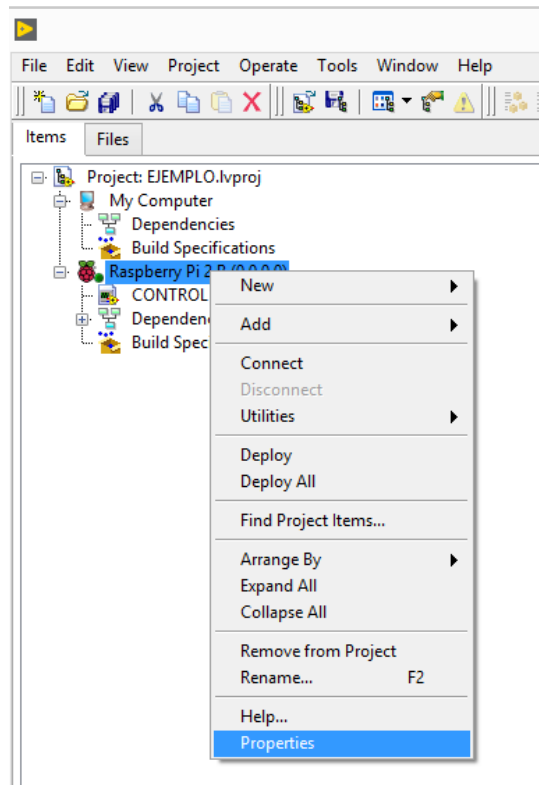 File Edit View Project Operate Tools Window Help
Items Files
Project: EJEMPLO.lvproj
My Computer
Dependencies
Build Specifications
Raspberry Pi 2 B (0.0.0.0)
CONTROL
Dependen
Build Spec
New
Add
Connect
Disconnect
Utilities
Deploy
Deploy All
Find Project Items...
Arrange By
Expand All
Collapse All
Remove from Project
Rename... F2
Help...
Properties